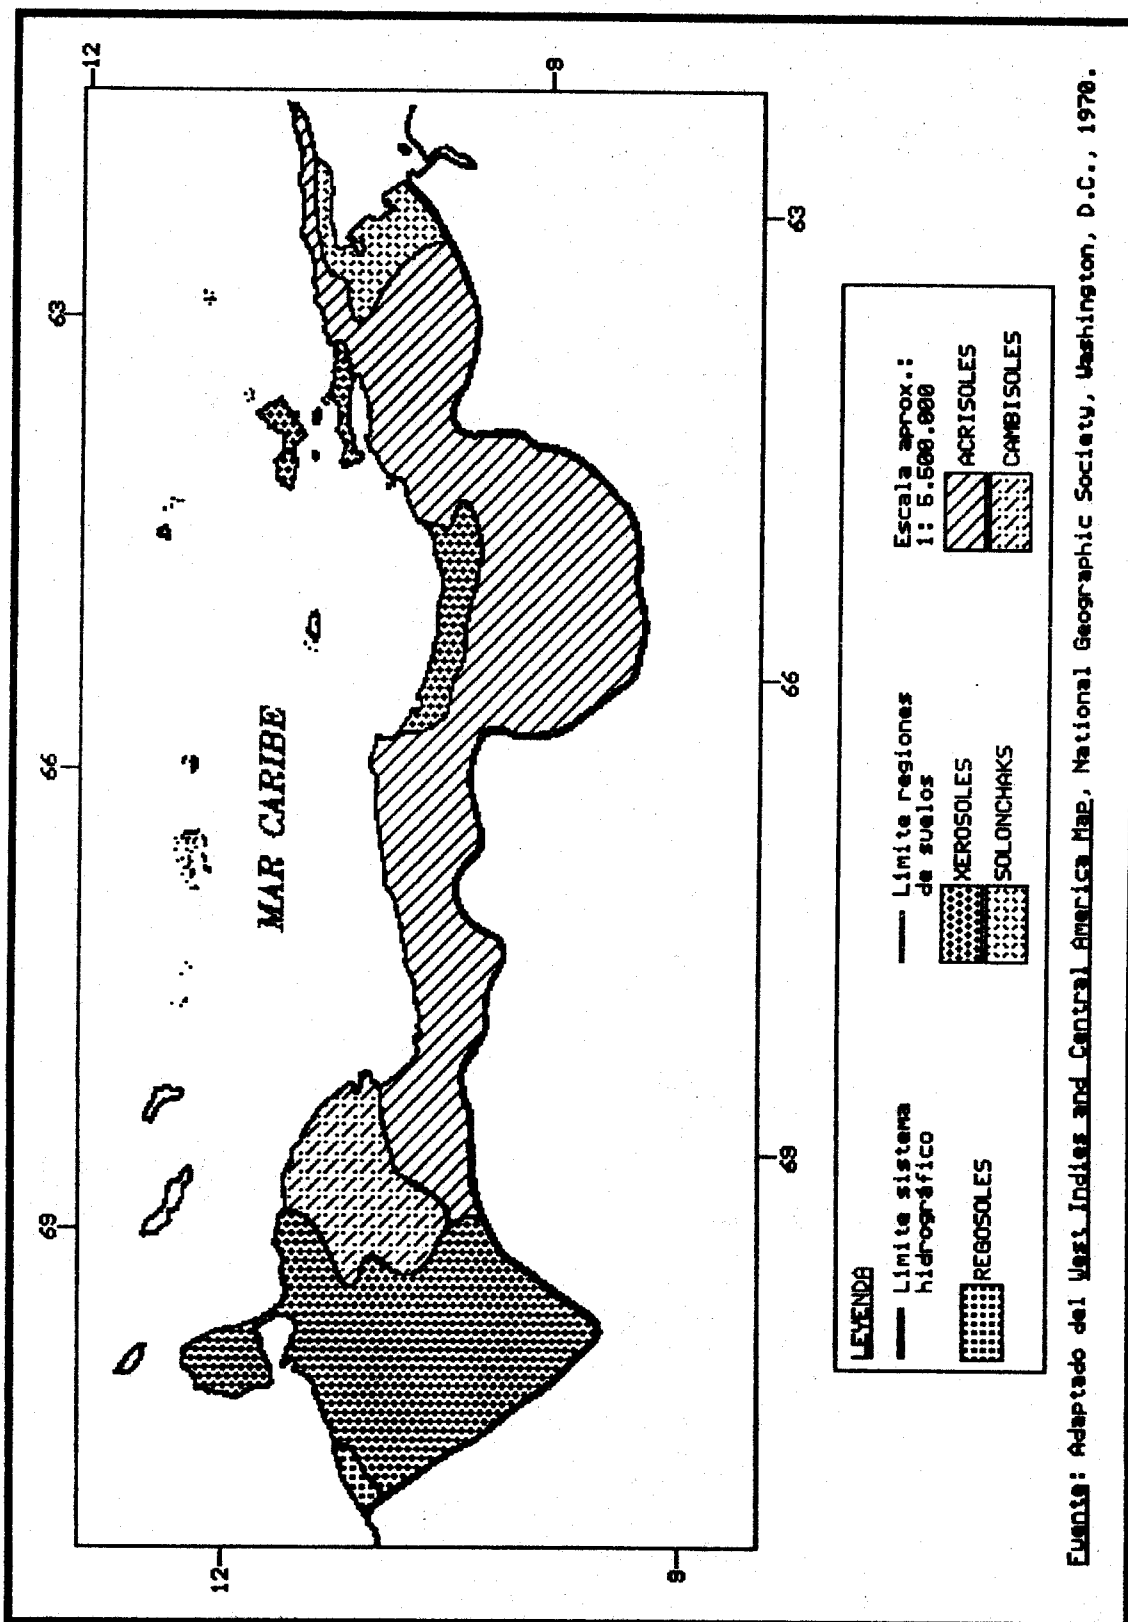 69 66 63
12 12
MAR CARIBE
9 9
69 66 63
LEYENDA
Límite sistema hidrográfico
Límite regiones de suelos
Escala aprox.: 1: 5.500.000
REGOSOLES
XEROSOLES
ACRISOLES
SOLONCHAKS
CAMBISOLES
Fuente: Adaptado del West Indies and Central America Map, National Geographic Society, Washington, D.C., 1970.